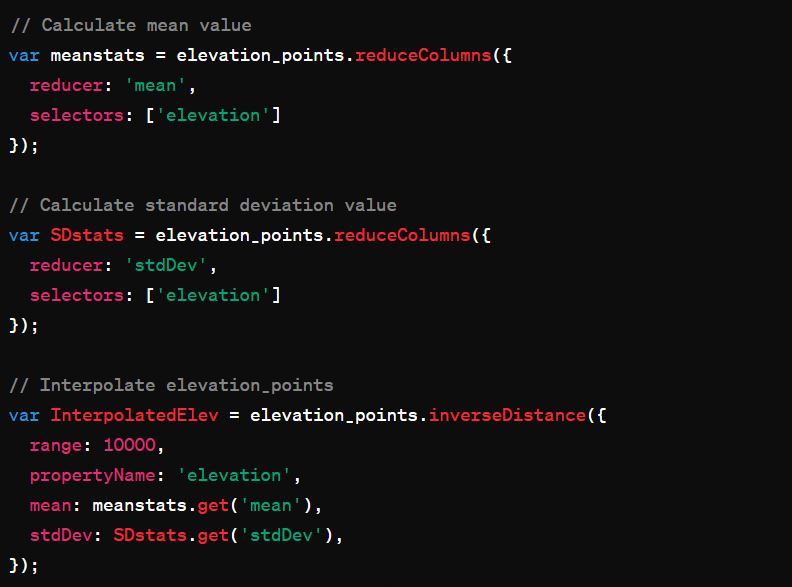 // Calculate mean value
var meanstats = elevation_points.reduceColumns({
  reducer: 'mean',
  selectors: ['elevation']
});

// Calculate standard deviation value
var SDstats = elevation_points.reduceColumns({
  reducer: 'stdDev',
  selectors: ['elevation']
});

// Interpolate elevation_points
var InterpolatedElev = elevation_points.inverseDistance({
  range: 10000,
  propertyName: 'elevation',
  mean: meanstats.get('mean'),
  stdDev: SDstats.get('stdDev'),
});